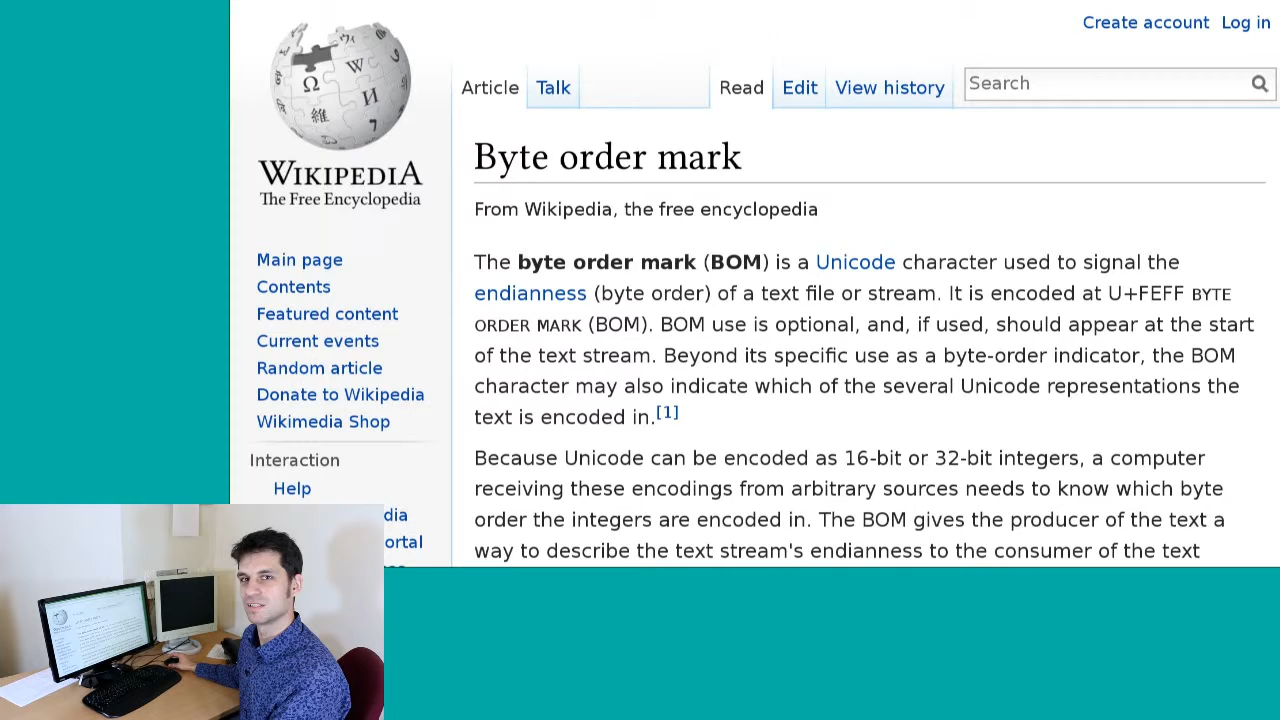 Create account Log in
Article Talk Read Edit View history Search
WIKIPEDIA
The Free Encyclopedia
Main page
Contents
Featured content
Current events
Random article
Donate to Wikipedia
Wikimedia Shop
Interaction
Help
dia
ortal
Byte order mark
From Wikipedia, the free encyclopedia
The byte order mark (BOM) is a Unicode character used to signal the
endianness (byte order) of a text file or stream. It is encoded at U+FEFF BYTE
ORDER MARK (BOM). BOM use is optional, and, if used, should appear at the start
of the text stream. Beyond its specific use as a byte-order indicator, the BOM
character may also indicate which of the several Unicode representations the
text is encoded in.[1]
Because Unicode can be encoded as 16-bit or 32-bit integers, a computer
receiving these encodings from arbitrary sources needs to know which byte
order the integers are encoded in. The BOM gives the producer of the text a
way to describe the text stream's endianness to the consumer of the text